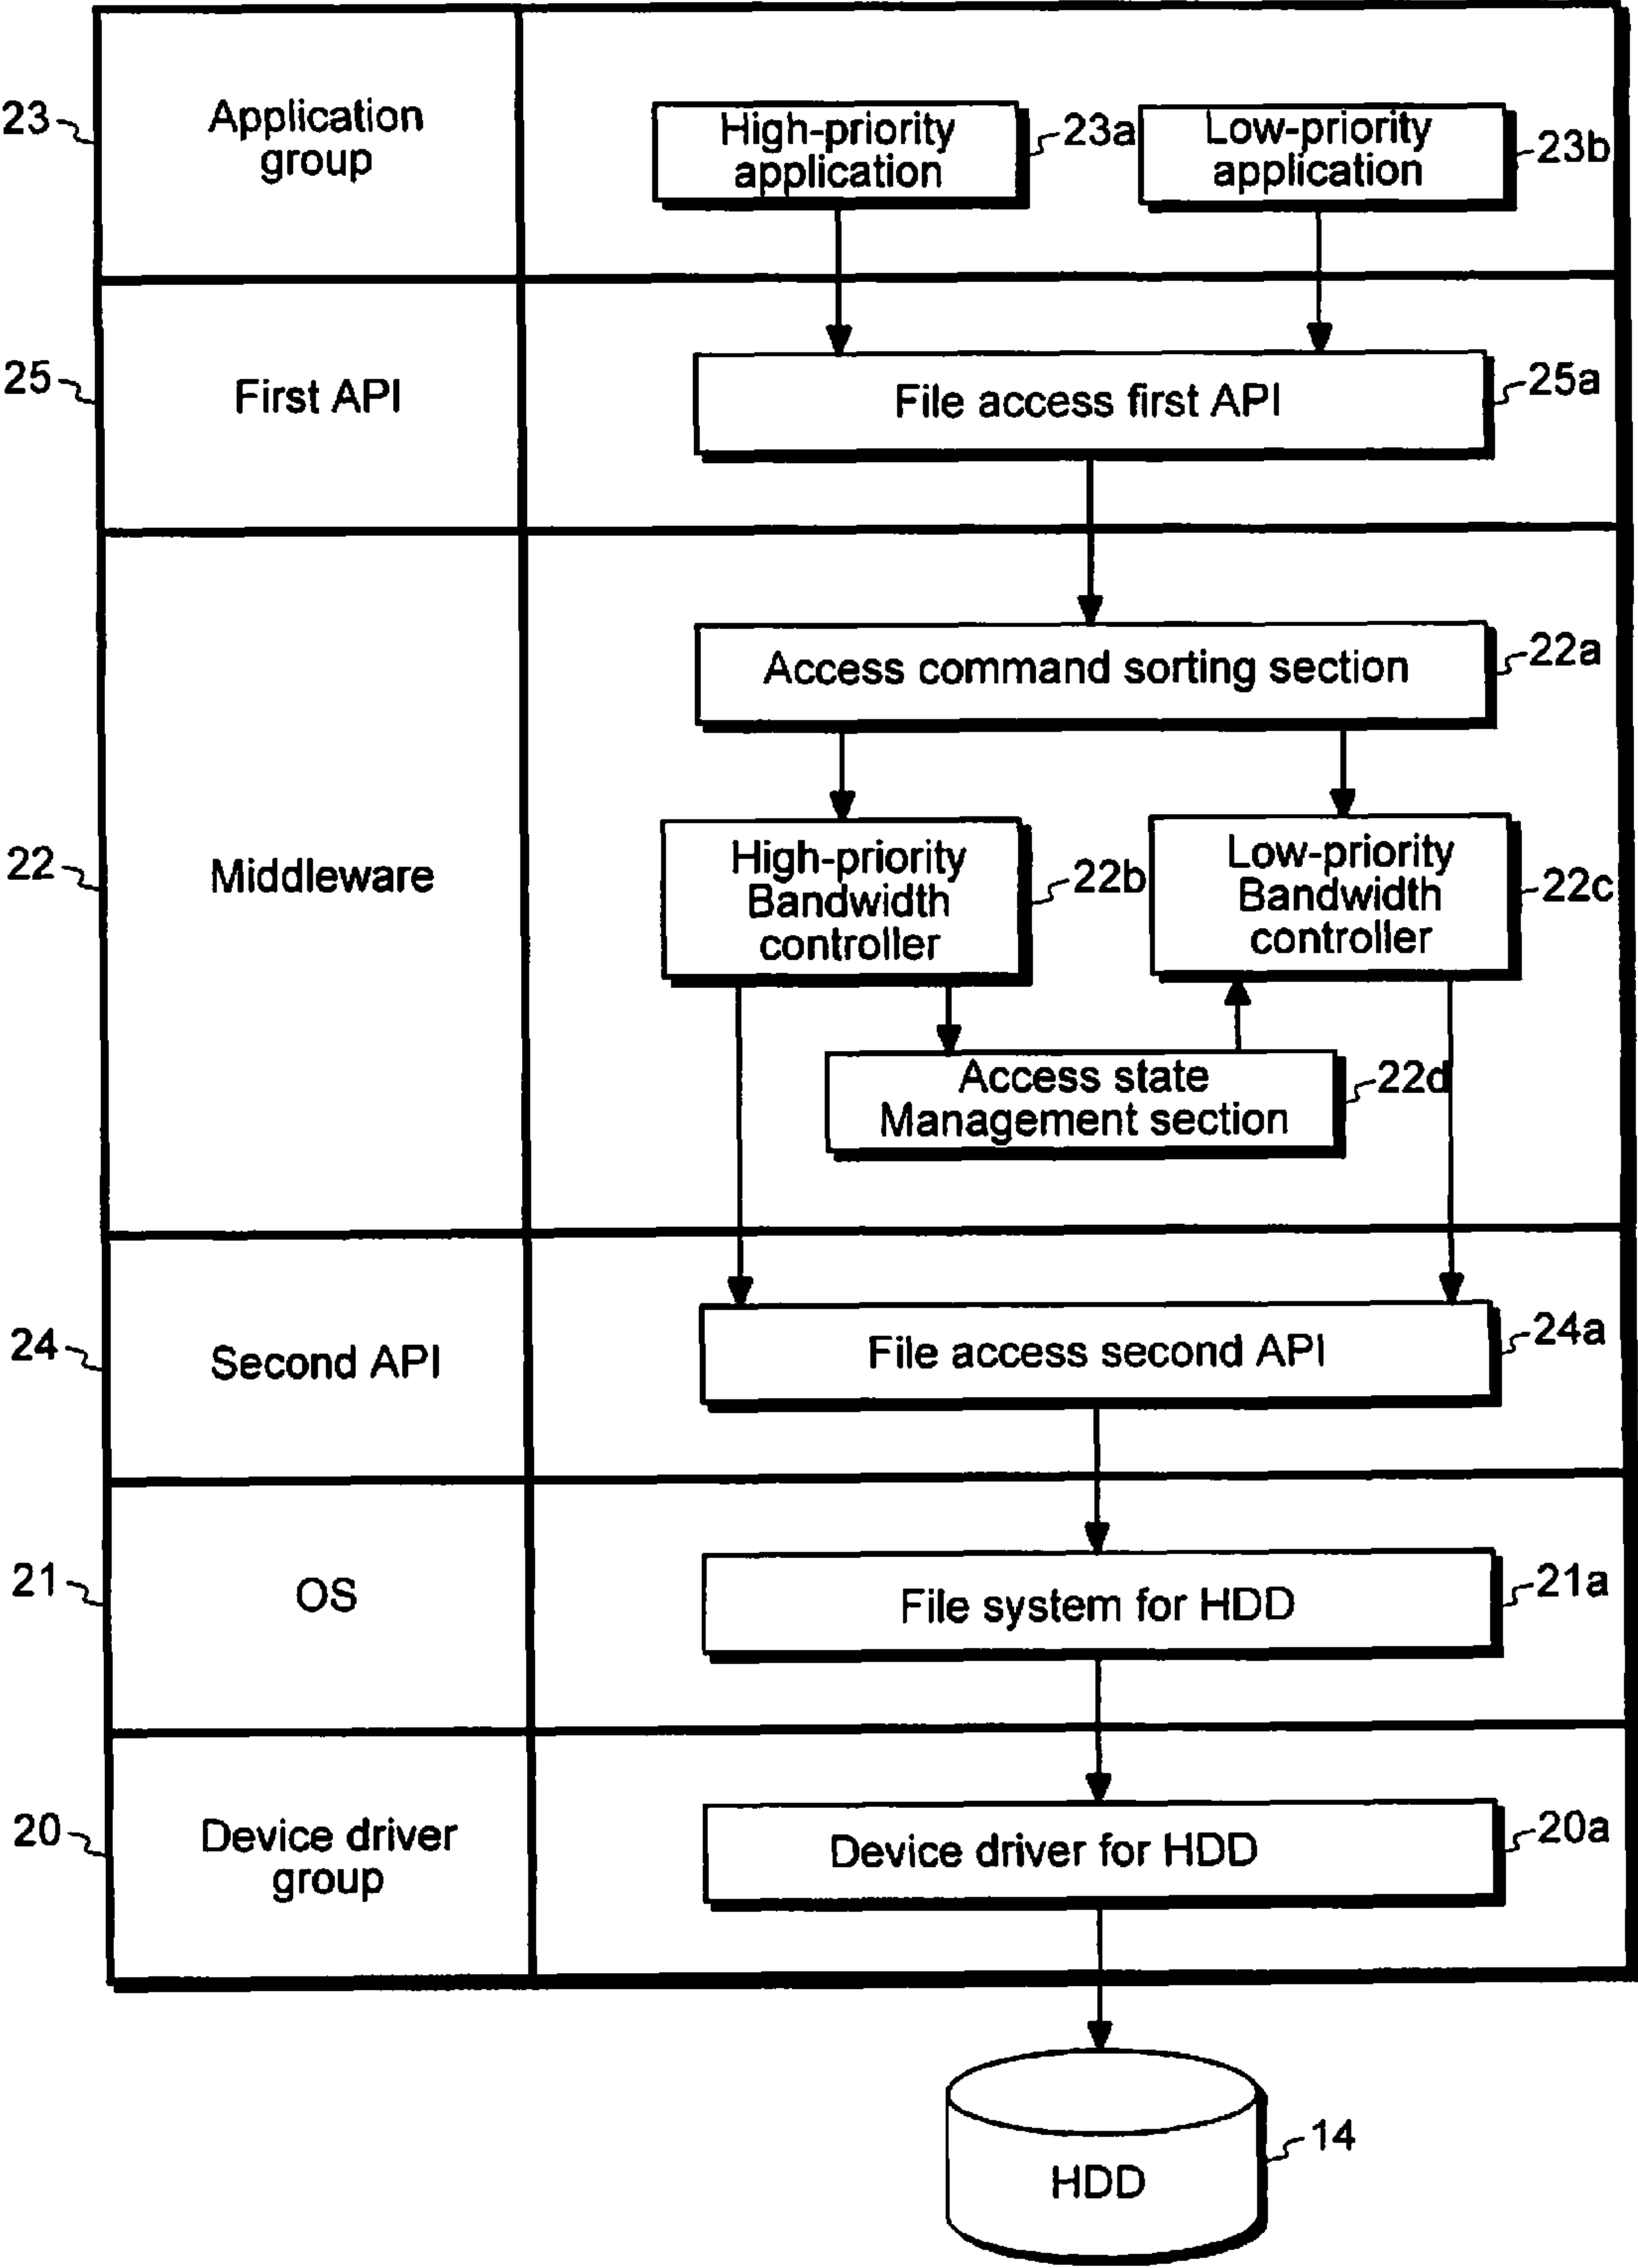 23
Application
group
High-priority
application
23a
Low-priority
application
23b
25
First API
File access first API
25a
Access command sorting section
22a
22
Middleware
High-priority
Bandwidth
controller
22b
Low-priority
Bandwidth
controller
22c
Access state
Management section
22d
24
Second API
File access second API
24a
21
OS
File system for HDD
21a
20
Device driver
group
Device driver for HDD
20a
HDD
14